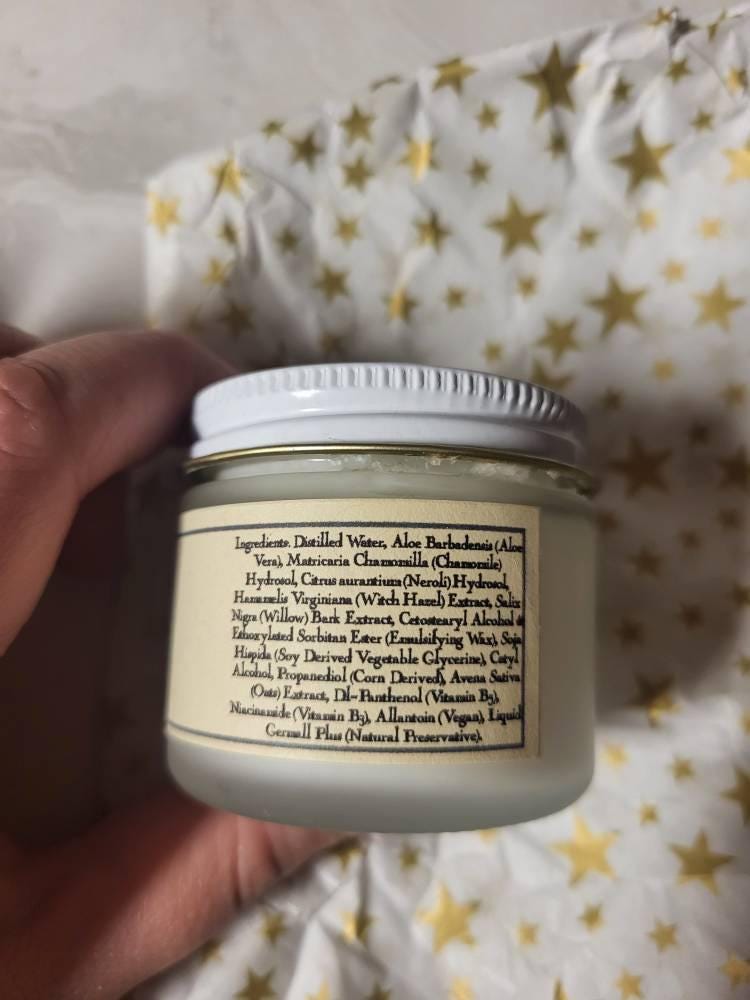 Ingredients. Distilled Water, Aloe Barbadensis (Aloe
Vera), Matricaria Chamomilla (Chamomile)
Hydrosol, Citrus aurantium (Neroli) Hydrosol,
Hamamelis Virginiana (Witch Hazel) Extract, Salix
Nigra (Willow) Bark Extract, Cetostearyl Alcohol &
Ethoxylated Sorbitan Ester (Emulsifying Wax), Soja
Hispida (Soy Derived Vegetable Glycerine), Cetyl
Alcohol, Propanediol (Corn Derived), Avena Sativa
(Oats) Extract, Dl-Panthenol (Vitamin B5),
Niacinamide (Vitamin B3), Allantoin (Vegan), Liquid
Germall Plus (Natural Preservative).